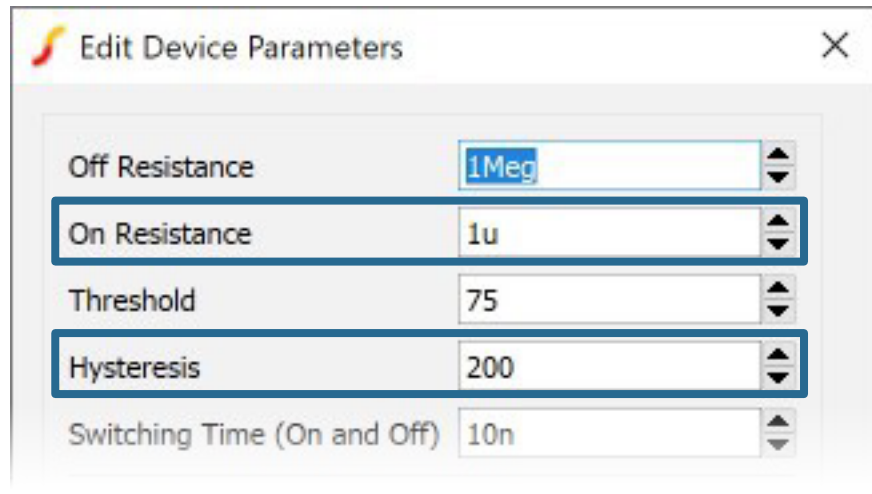 Edit Device Parameters
Off Resistance 1Meg
On Resistance 1u
Threshold 75
Hysteresis 200
Switching Time (On and Off) 10n